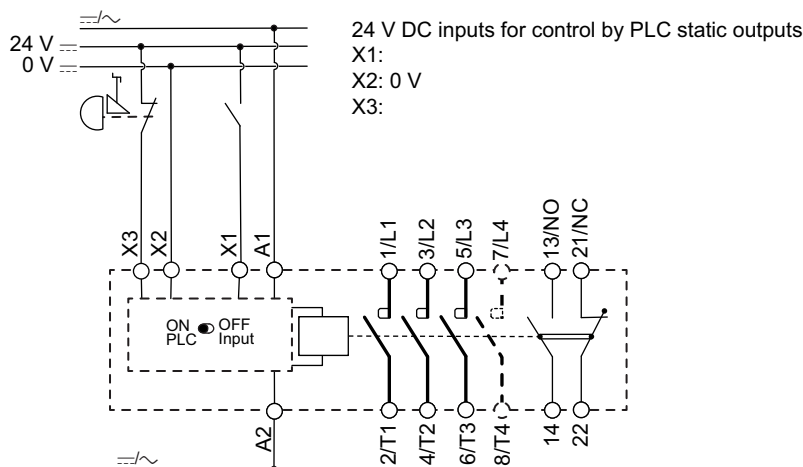 24 V DC inputs for control by PLC static outputs
24 V
X1:
0 V
X2: 0 V
X3:
X3
X2
X1
A1
1/L1
3/L2
5/L3
7/L4
13/NO
21/NC
ON OFF
PLC Input
A2
2/T1
4/T2
6/T3
8/T4
14
22